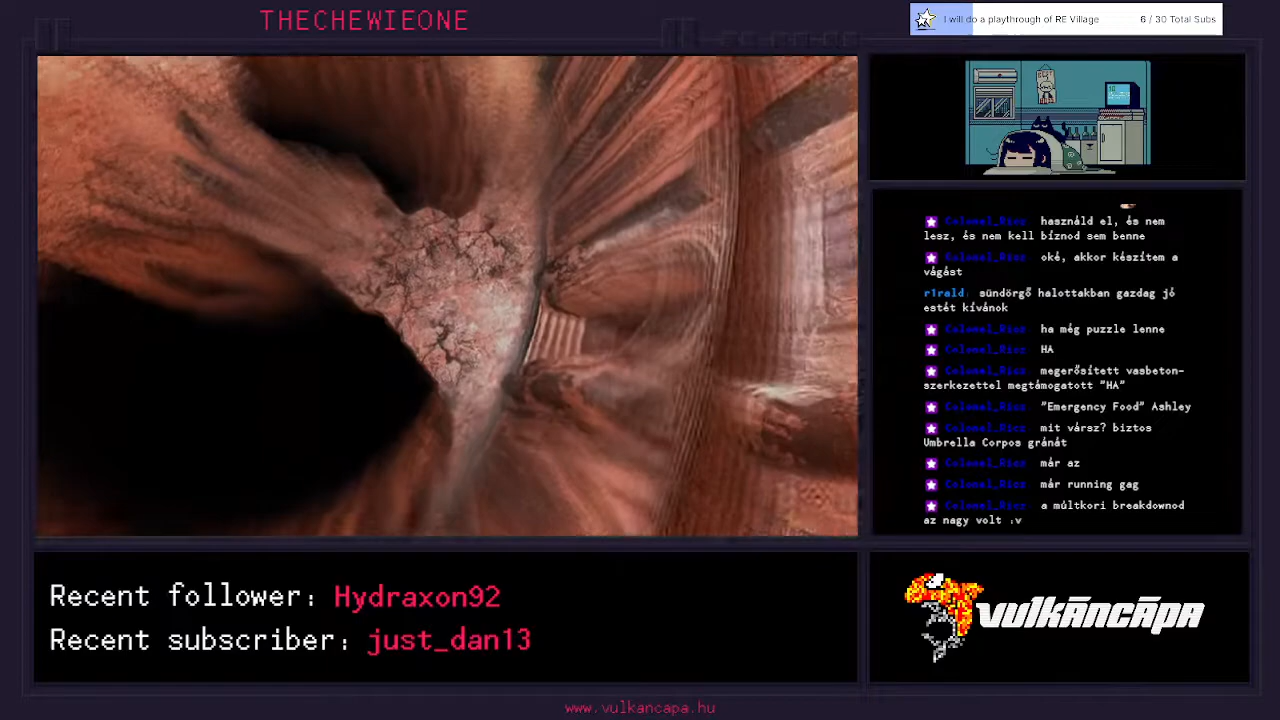 THECHEWIEONE
I will do a playthrough of RE Village 6 / 30 Total Subs
Colonel_Rizz használd el, és nem
lesz, és nem kell bíznod sem benne
oké, akkor készítem a
vágást
r1rald: sündörgő halottakban gazdag jó
estét kívánok
ha még puzzle lenne
HA
megerősített vasbeton-
szerkezettel megtámogatott "HA"
"Emergency Food" Ashley
mit vársz? biztos
Umbrella Corpos gránát
már az
már running gag
a múltkori breakdownod
az nagy volt :v
Recent follower: Hydraxon92
Recent subscriber: just_dan13
vulkáncápa
www.vulkancapa.hu